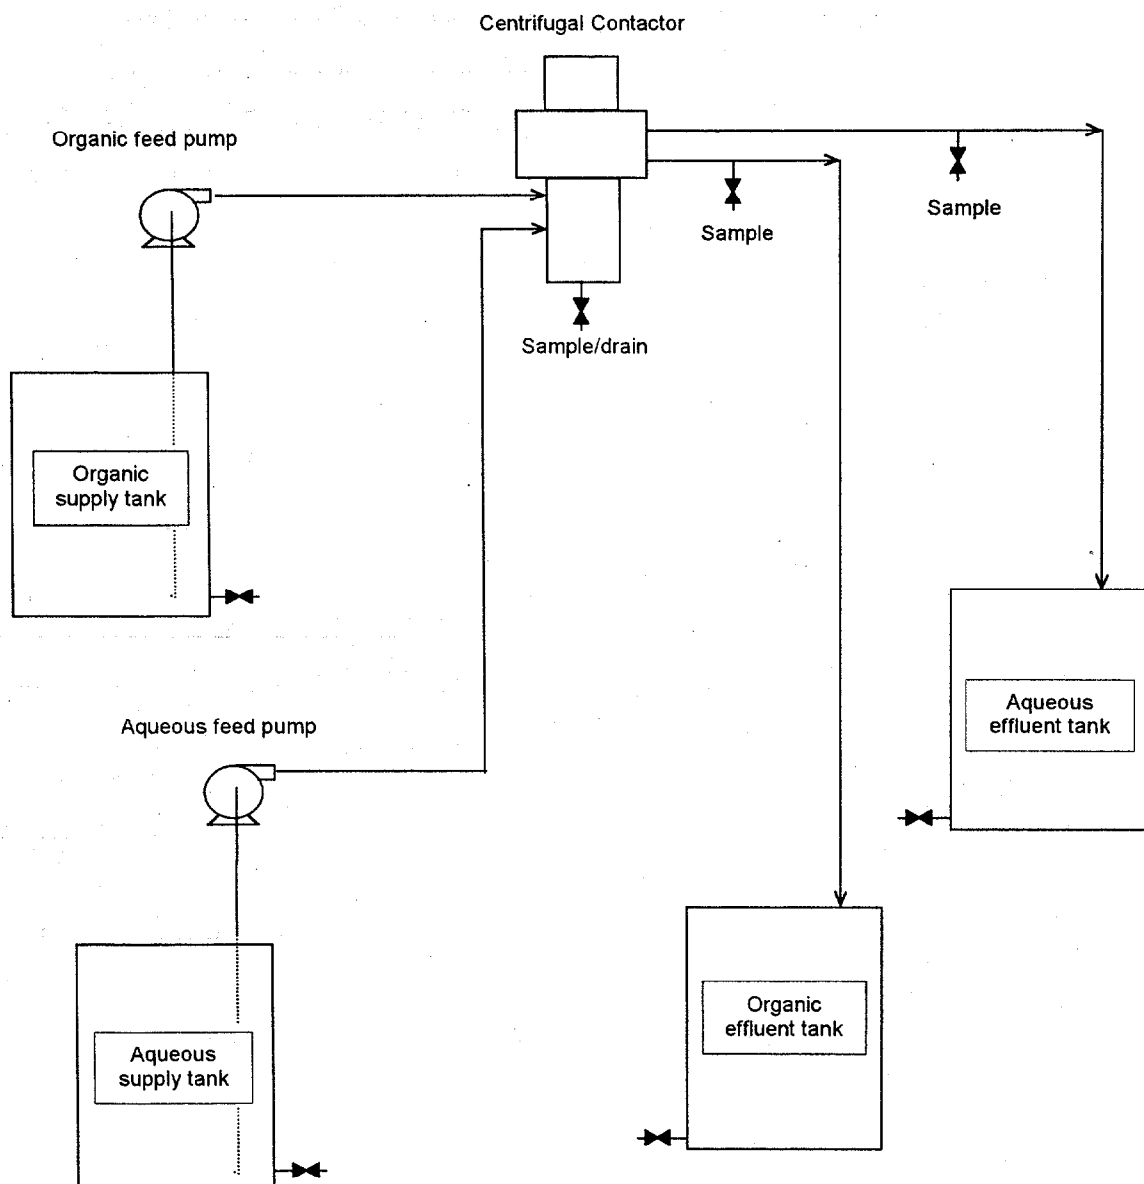 Centrifugal Contactor
Organic feed pump
Sample
Sample
Sample/drain
Organic
supply tank
Aqueous feed pump
Aqueous
effluent tank
Organic
effluent tank
Aqueous
supply tank